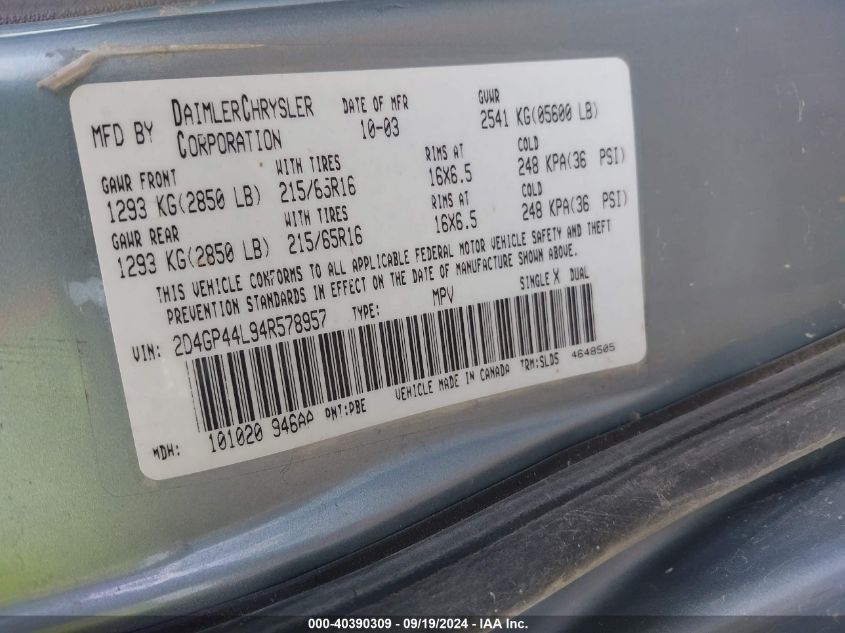 MFD BY DAIMLERCHRYSLER CORPORATION
DATE OF MFR 10-03
GVWR 2541 KG(05600 LB)
GAWR FRONT WITH TIRES RIMS AT COLD
1293 KG(2850 LB) 215/65R16 16X6.5 248 KPA(36 PSI)
GAWR REAR WITH TIRES RIMS AT COLD
1293 KG(2850 LB) 215/65R16 16X6.5 248 KPA(36 PSI)
THIS VEHICLE CONFORMS TO ALL APPLICABLE FEDERAL MOTOR VEHICLE SAFETY AND THEFT
PREVENTION STANDARDS IN EFFECT ON THE DATE OF MANUFACTURE SHOWN ABOVE.
VIN: 2D4GP44L94R578957 TYPE: MPV SINGLE X DUAL
MDH: 101020 946AA PNT:PBE VEHICLE MADE IN CANADA TRM:SLD5 4648505
000-40390309 - 09/19/2024 - IAA Inc.